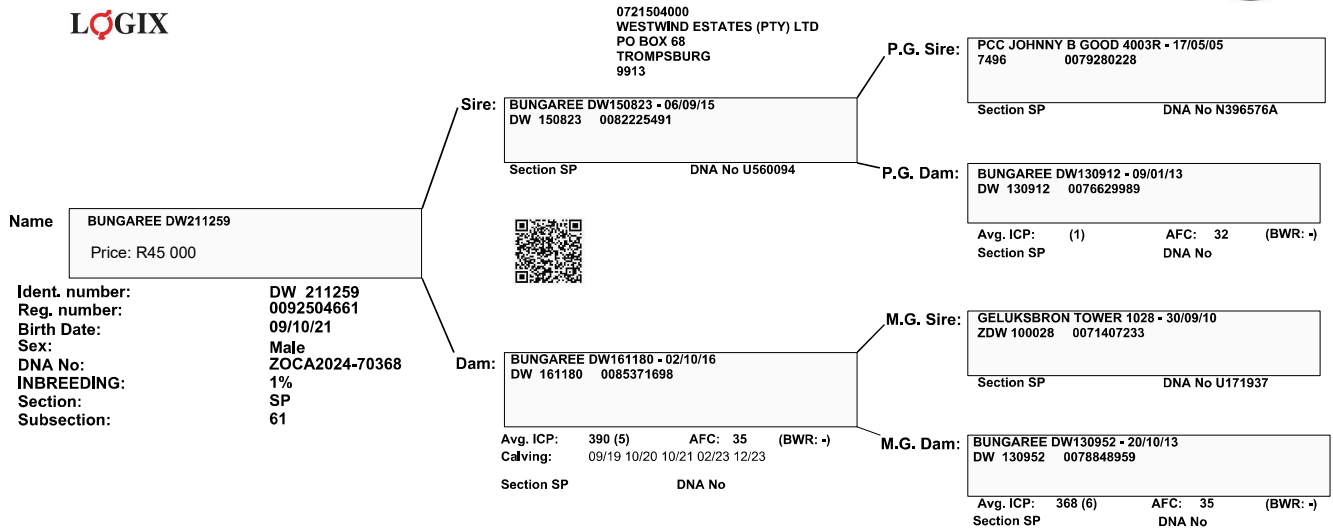 LOGIX
0721504000
WESTWIND ESTATES (PTY) LTD
PO BOX 68
TROMPSBURG
9913
P.G. Sire:
PCC JOHNNY B GOOD 4003R - 17/05/05
7496 0079280228
Section SP DNA No N396576A
Sire:
BUNGAREE DW150823 - 06/09/15
DW 150823 0082225491
Section SP DNA No U560094
P.G. Dam:
BUNGAREE DW130912 - 09/01/13
DW 130912 0076629989
Avg. ICP: (1) AFC: 32 (BWR: -)
Section SP DNA No
Name
BUNGAREE DW211259
Price: R45 000
Ident. number: DW 211259
Reg. number: 0092504661
Birth Date: 09/10/21
Sex: Male
DNA No: ZOCA2024-70368
INBREEDING: 1%
Section: SP
Subsection: 61
M.G. Sire:
GELUKSBRON TOWER 1028 - 30/09/10
ZDW 100028 0071407233
Section SP DNA No U171937
Dam:
BUNGAREE DW161180 - 02/10/16
DW 161180 0085371698
Avg. ICP: 390 (5) AFC: 35 (BWR: -)
Calving: 09/19 10/20 10/21 02/23 12/23
Section SP DNA No
M.G. Dam:
BUNGAREE DW130952 - 20/10/13
DW 130952 0078848959
Avg. ICP: 368 (6) AFC: 35 (BWR: -)
Section SP DNA No